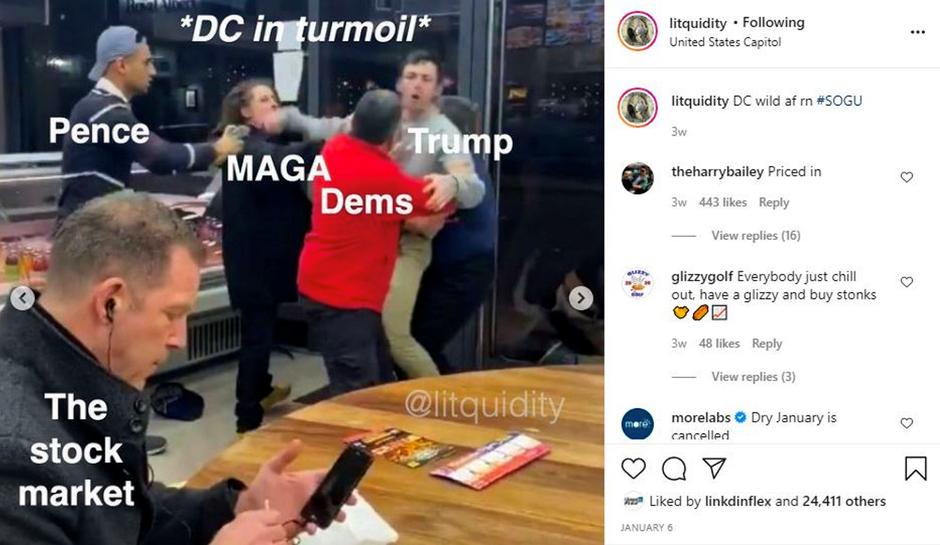 *DC in turmoil*
Pence
MAGA
Trump
Dems
@litquidity
The
stock
market
litquidity • Following
United States Capitol
litquidity DC wild af rn #SOGU
3w
theharrybailey Priced in
3w 443 likes Reply
View replies (16)
glizzygolf Everybody just chill
out, have a glizzy and buy stonks
3w 48 likes Reply
View replies (3)
morelabs Dry January is
cancelled
Liked by linkdinflex and 24,411 others
JANUARY 6